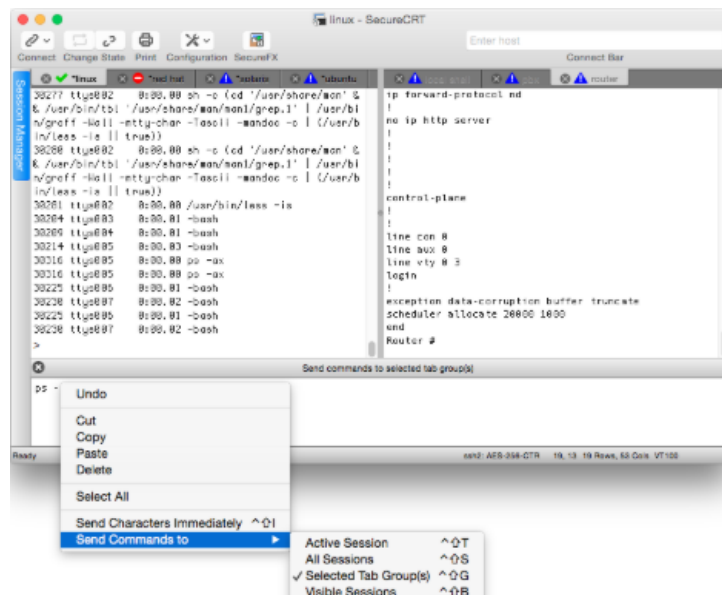 linux - SecureCRT
Enter host
Connect Change State Print Configuration SecureFX
Connect Bar
Session Manager
*linux *red hat *solaris *ubuntu
router
30277 ttys002 0:00.00 sh -c (cd '/usr/share/man' &
& /usr/bin/tbl '/usr/share/man/man1/grep.1' | /usr/bi
n/groff -Wall -mtty-char -Tascii -mandoc -c | (/usr/b
in/less -is || true))
30280 ttys002 0:00.00 sh -c (cd '/usr/share/man' &
& /usr/bin/tbl '/usr/share/man/man1/grep.1' | /usr/bi
n/groff -Wall -mtty-char -Tascii -mandoc -c | (/usr/b
in/less -is || true))
30281 ttys002 0:00.00 /usr/bin/less -is
30204 ttys003 0:00.01 -bash
30209 ttys004 0:00.01 -bash
30214 ttys005 0:00.03 -bash
30316 ttys005 0:00.00 ps -ax
30316 ttys005 0:00.00 ps -ax
30225 ttys006 0:00.01 -bash
30230 ttys007 0:00.02 -bash
30225 ttys006 0:00.01 -bash
30230 ttys007 0:00.02 -bash
>
ip forward-protocol nd
!
no ip http server
!
!
!
!
!
control-plane
!
!
line con 0
line aux 0
line vty 0 3
login
!
exception data-corruption buffer truncate
scheduler allocate 20000 1000
end
Router #
Send commands to selected tab group(s)
ps -
Ready
ssh2: AES-256-CTR 19, 13 19 Rows, 53 Cols VT100
Undo
Cut
Copy
Paste
Delete
Select All
Send Characters Immediately ^⇧I
Send Commands to ▶
Active Session ^⇧T
All Sessions ^⇧S
✓ Selected Tab Group(s) ^⇧G
Visible Sessions ^⇧B